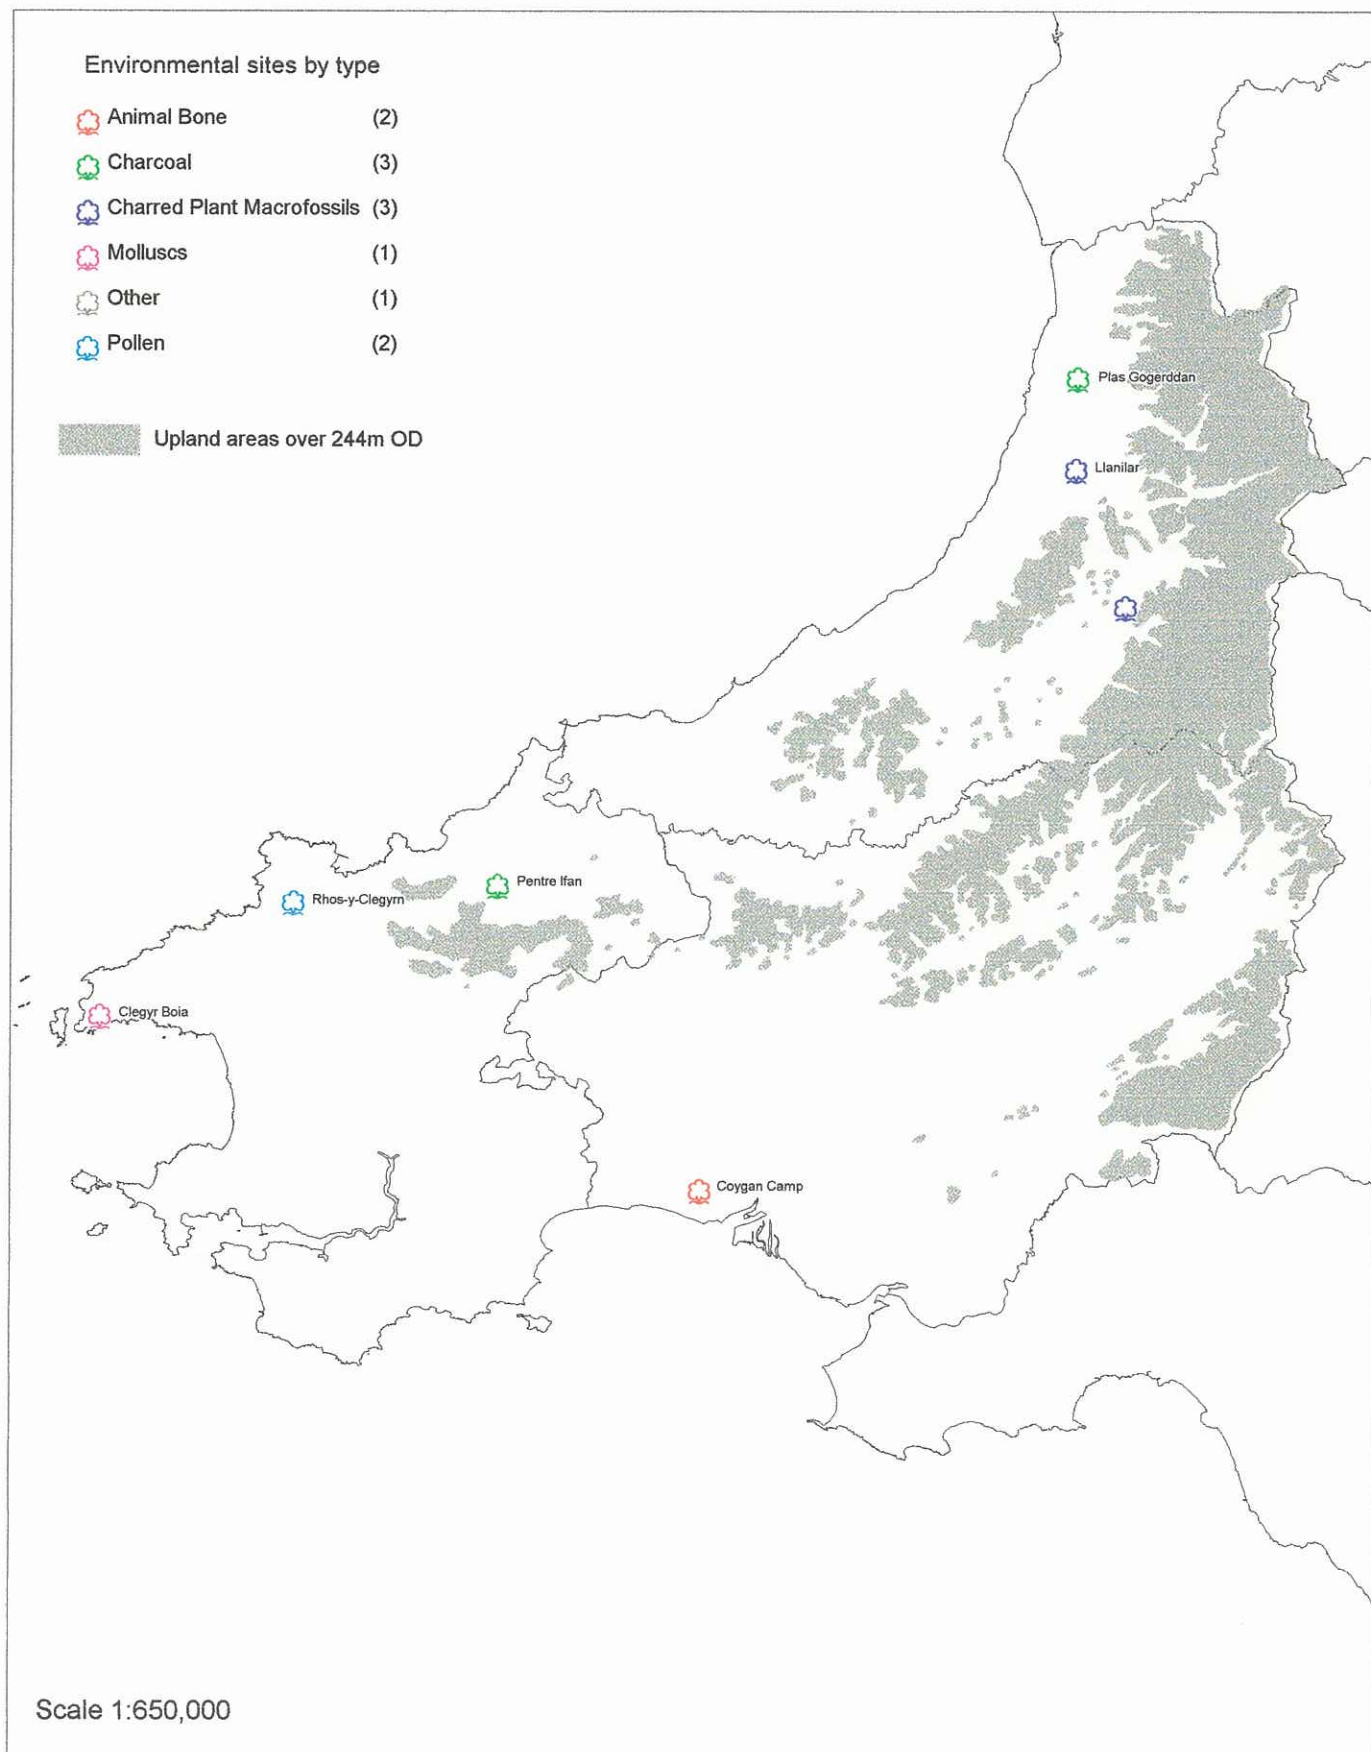 Environmental sites by type
Animal Bone (2)
Charcoal (3)
Charred Plant Macrofossils (3)
Molluscs (1)
Other (1)
Pollen (2)
Upland areas over 244m OD
Plas Gogerddan
Llanilar
Pentre Ifan
Rhos-y-Clegyrn
Clegyr Boia
Coygan Camp
Scale 1:650,000